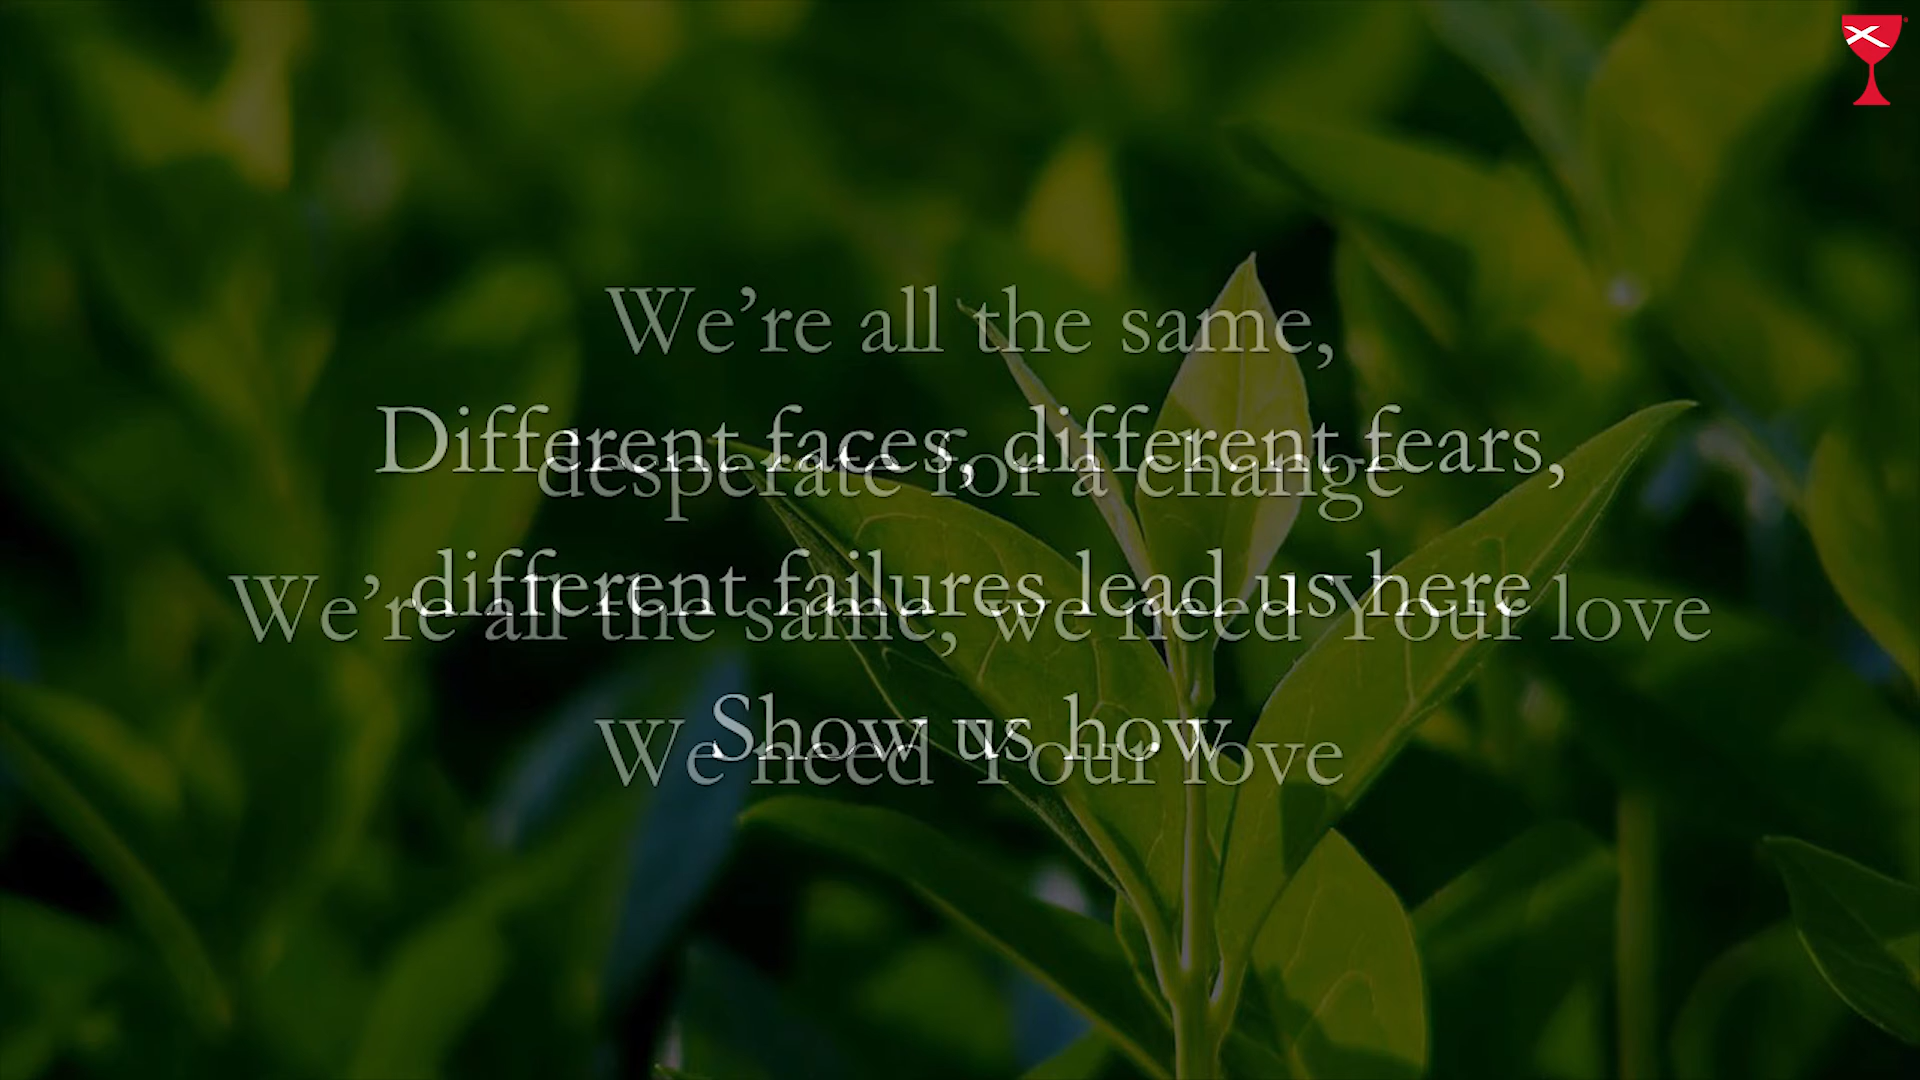 We're all the same,
Different faces, different fears,
desperate for a change
different failures lead us here
We're all the same, we need Your love
Show us how
We need Your love